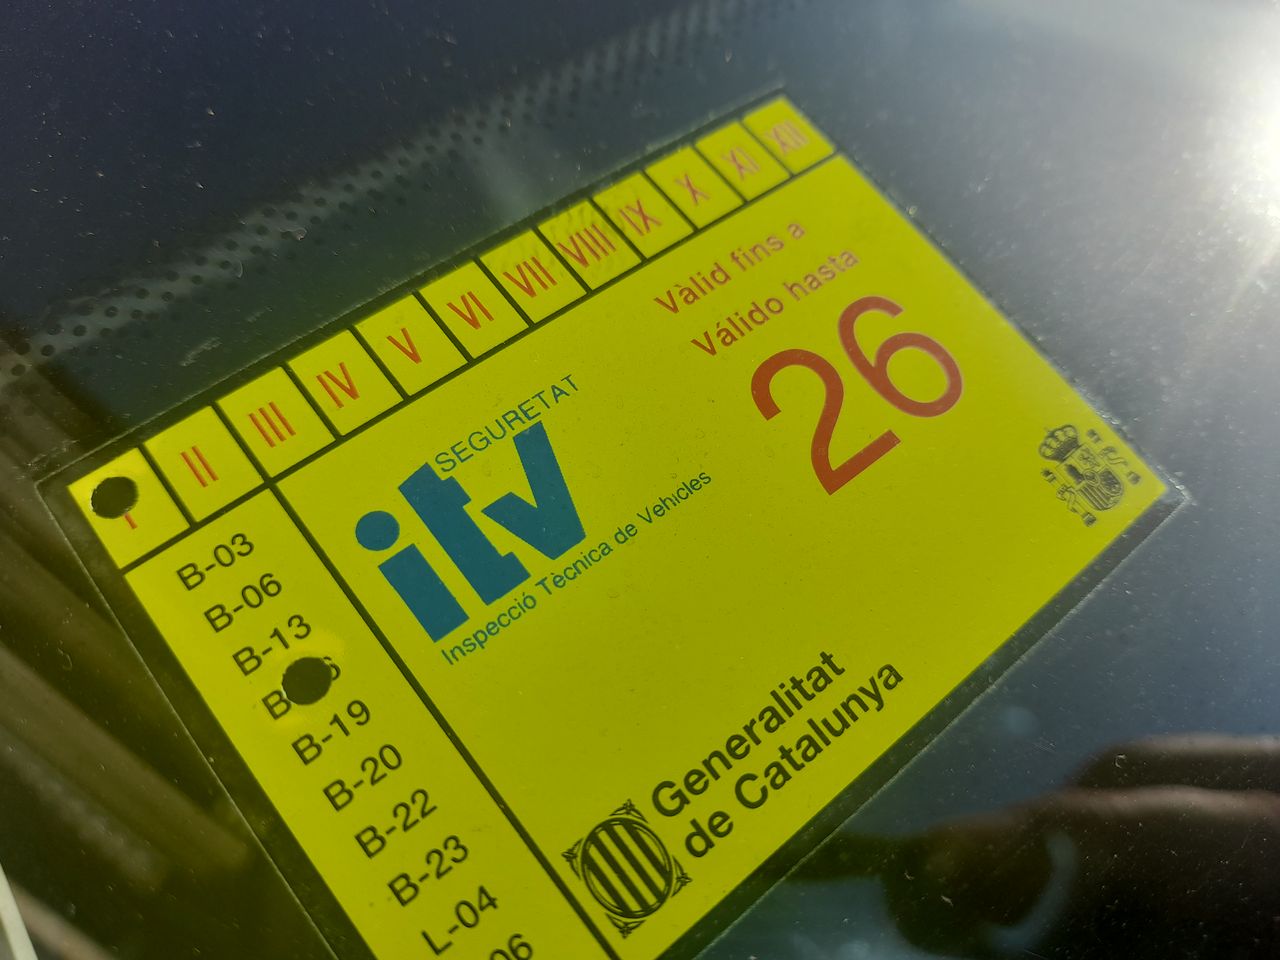 I II III IV V VI VII VIII IX X XI XII
Vàlid fins a
Válido hasta
26
SEGURETAT
itv
Inspecció Tècnica de Vehicles
B-03
B-06
B-13
B-19
B-20
B-22
B-23
L-04
06
Generalitat
de Catalunya